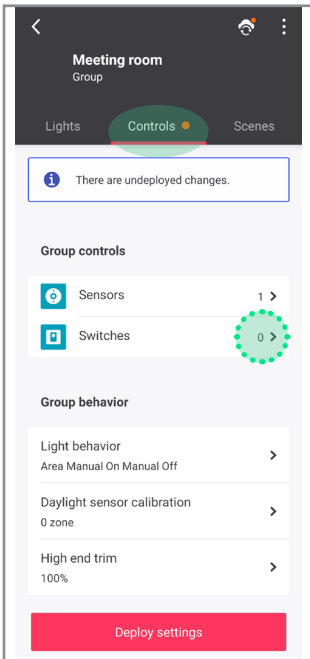 Meeting room
Group
Lights Controls Scenes
There are undeployed changes.
Group controls
Sensors 1
Switches 0
Group behavior
Light behavior
Area Manual On Manual Off
Daylight sensor calibration
0 zone
High end trim
100%
Deploy settings